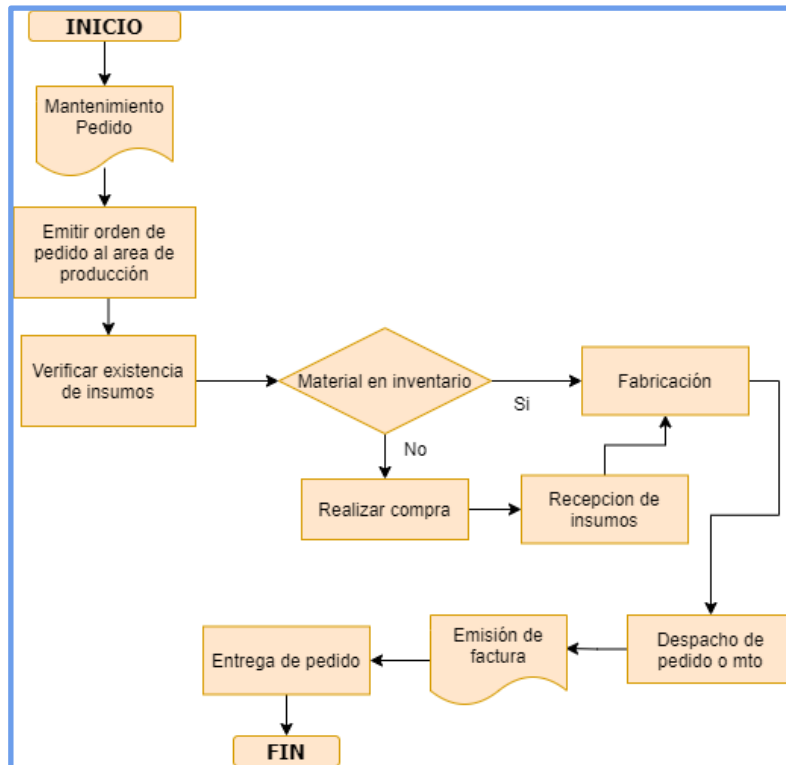 INICIO
Mantenimiento
Pedido
Emitir orden de
pedido al area de
producción
Verificar existencia
de insumos
Material en inventario
Si
No
Fabricación
Realizar compra
Recepcion de
insumos
Despacho de
pedido o mto
Emisión de
factura
Entrega de pedido
FIN